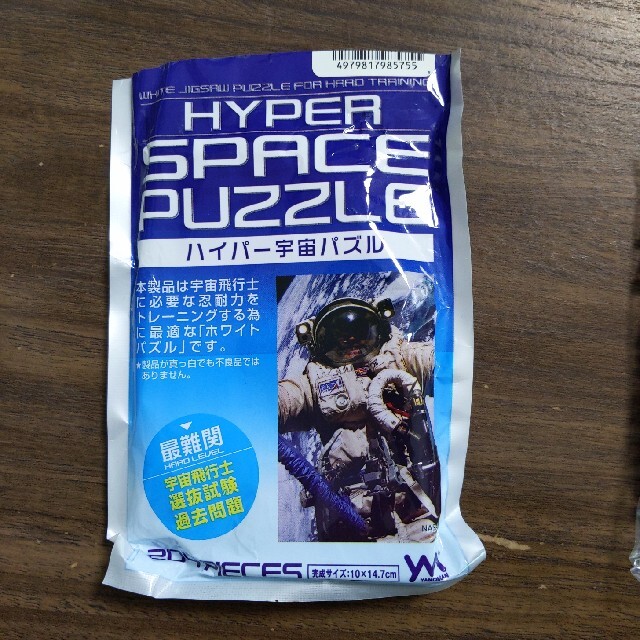 4979817985755
WHITE JIGSAW PUZZLE FOR HARD TRAINING
HYPER
SPACE
PUZZLE
ハイパー宇宙パズル
本製品は宇宙飛行士
に必要な忍耐力を
トレーニングする為
に最適な「ホワイト
パズル」です。
★製品が真っ白でも不良品では
ありません。
最難関
HARD LEVEL
宇宙飛行士
選抜試験
過去問題
PIECES
完成サイズ:10×14.7cm